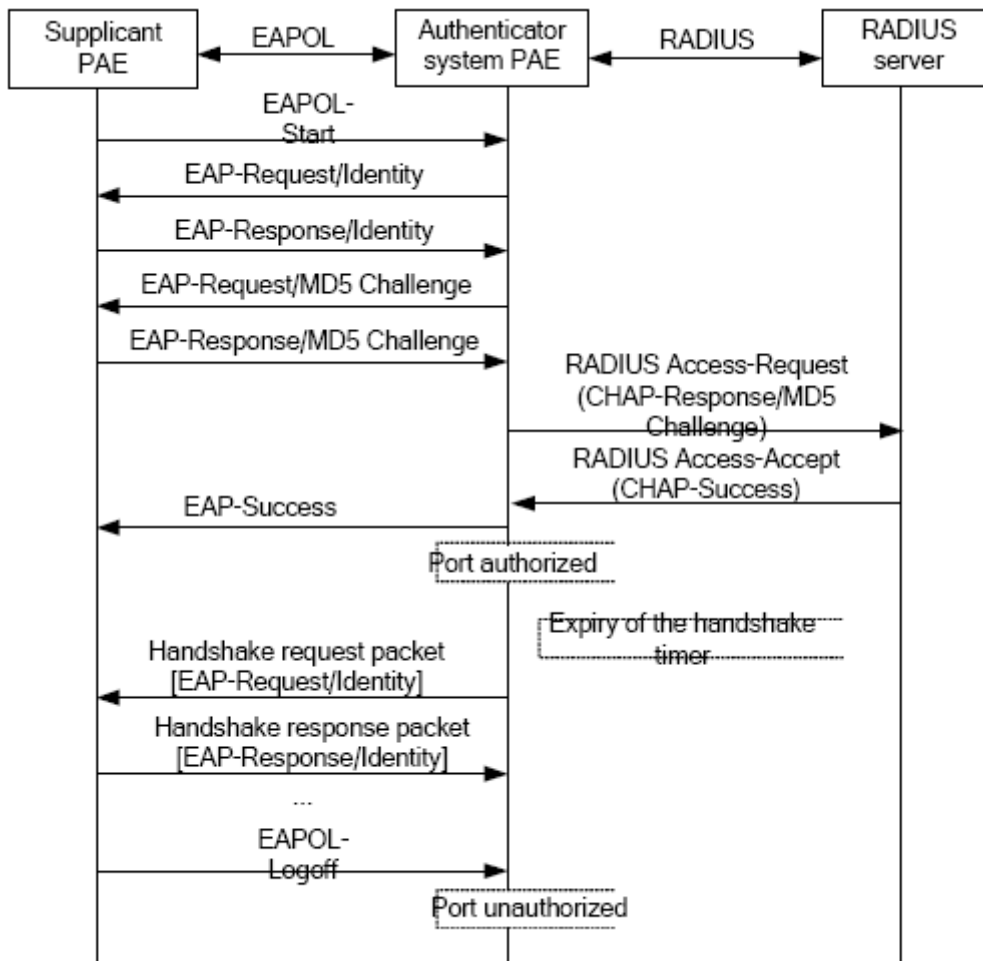 Supplicant
PAE
EAPOL
Authenticator
system PAE
RADIUS
RADIUS
server
EAPOL-
Start
EAP-Request/Identity
EAP-Response/Identity
EAP-Request/MD5 Challenge
EAP-Response/MD5 Challenge
RADIUS Access-Request
(CHAP-Response/MD5
Challenge)
RADIUS Access-Accept
(CHAP-Success)
EAP-Success
Port authorized
Expiry of the handshake
timer
Handshake request packet
[EAP-Request/Identity]
Handshake response packet
[EAP-Response/Identity]
...
EAPOL-
Logoff
Port unauthorized